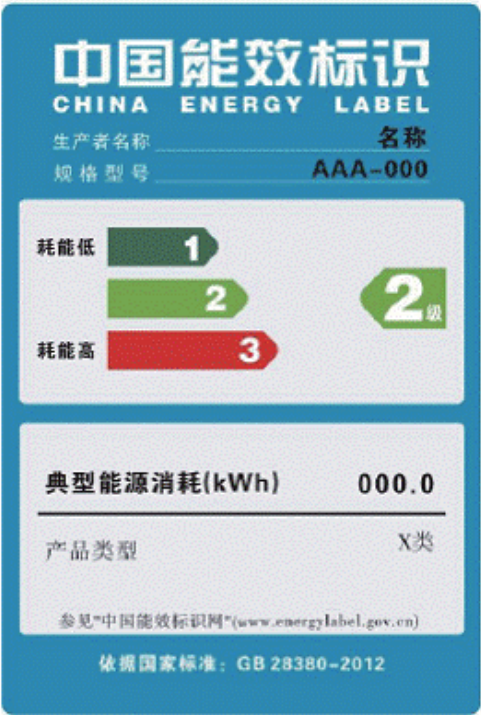 中国能效标识
CHINA ENERGY LABEL
生产者名称 名称
规格型号 AAA-000
耗能低 1
2
2级
耗能高 3
典型能源消耗(kWh) 000.0
产品类型 X类
参见"中国能效标识网"(www.energylabel.gov.cn)
依据国家标准：GB 28380-2012